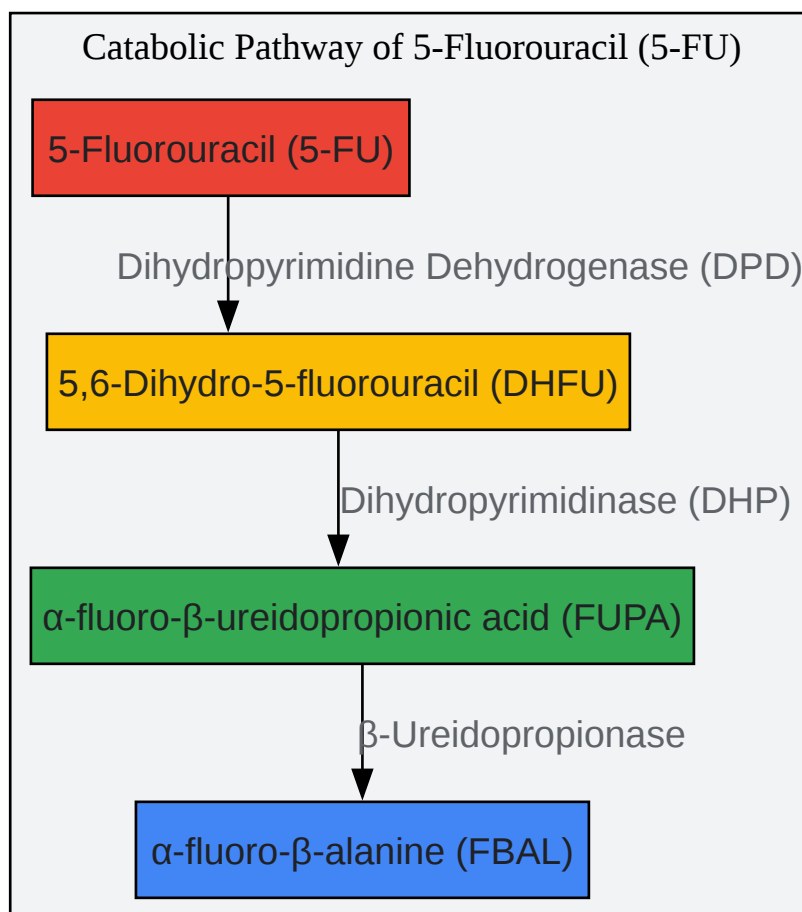 Catabolic Pathway of 5-Fluorouracil (5-FU)
5-Fluorouracil (5-FU)
Dihydropyrimidine Dehydrogenase (DPD)
5,6-Dihydro-5-fluorouracil (DHFU)
Dihydropyrimidinase (DHP)
α-fluoro-β-ureidopropionic acid (FUPA)
β-Ureidopropionase
α-fluoro-β-alanine (FBAL)